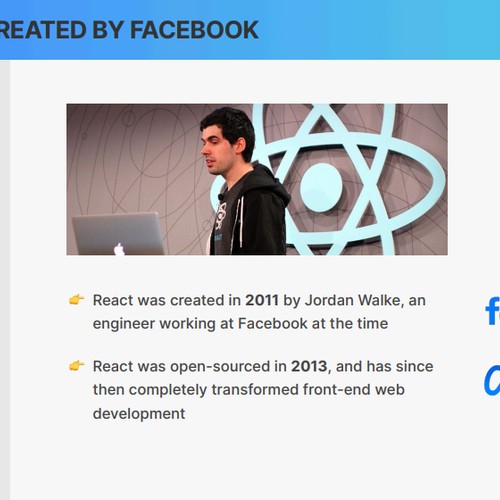 REATED BY FACEBOOK
👉 React was created in 2011 by Jordan Walke, an
engineer working at Facebook at the time
👉 React was open-sourced in 2013, and has since
then completely transformed front-end web
development